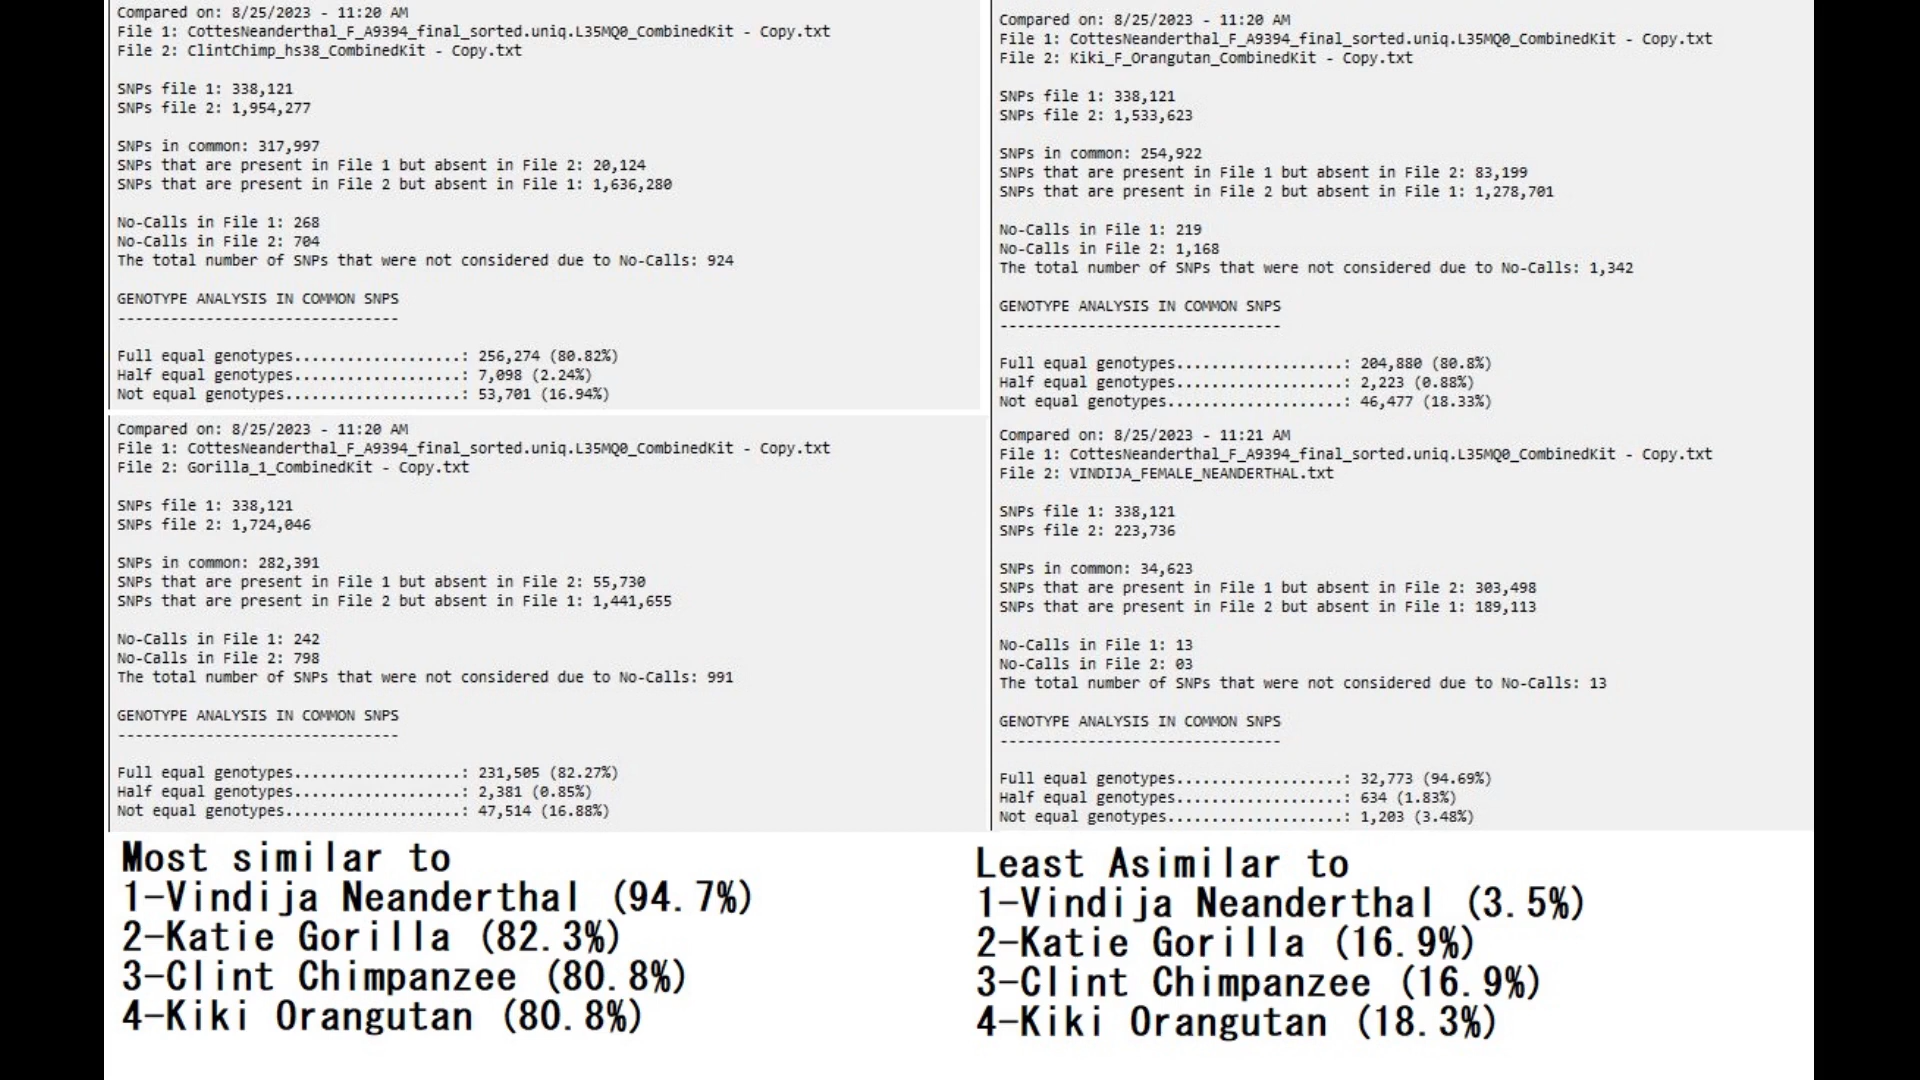 Compared on: 8/25/2023 - 11:20 AM
File 1: CottesNeanderthal_F_A9394_final_sorted.uniq.L35MQ0_CombinedKit - Copy.txt
File 2: ClintChimp_hs38_CombinedKit - Copy.txt
SNPs file 1: 338,121
SNPs file 2: 1,954,277
SNPs in common: 317,997
SNPs that are present in File 1 but absent in File 2: 20,124
SNPs that are present in File 2 but absent in File 1: 1,636,280
No-Calls in File 1: 268
No-Calls in File 2: 704
The total number of SNPs that were not considered due to No-Calls: 924
GENOTYPE ANALYSIS IN COMMON SNPS
--------------------------------
Full equal genotypes...................: 256,274 (80.82%)
Half equal genotypes...................: 7,098 (2.24%)
Not equal genotypes....................: 53,701 (16.94%)
Compared on: 8/25/2023 - 11:20 AM
File 1: CottesNeanderthal_F_A9394_final_sorted.uniq.L35MQ0_CombinedKit - Copy.txt
File 2: Kiki_F_Orangutan_CombinedKit - Copy.txt
SNPs file 1: 338,121
SNPs file 2: 1,533,623
SNPs in common: 254,922
SNPs that are present in File 1 but absent in File 2: 83,199
SNPs that are present in File 2 but absent in File 1: 1,278,701
No-Calls in File 1: 219
No-Calls in File 2: 1,168
The total number of SNPs that were not considered due to No-Calls: 1,342
GENOTYPE ANALYSIS IN COMMON SNPS
--------------------------------
Full equal genotypes...................: 204,880 (80.8%)
Half equal genotypes...................: 2,223 (0.88%)
Not equal genotypes....................: 46,477 (18.33%)
Compared on: 8/25/2023 - 11:20 AM
File 1: CottesNeanderthal_F_A9394_final_sorted.uniq.L35MQ0_CombinedKit - Copy.txt
File 2: Gorilla_1_CombinedKit - Copy.txt
SNPs file 1: 338,121
SNPs file 2: 1,724,046
SNPs in common: 282,391
SNPs that are present in File 1 but absent in File 2: 55,730
SNPs that are present in File 2 but absent in File 1: 1,441,655
No-Calls in File 1: 242
No-Calls in File 2: 798
The total number of SNPs that were not considered due to No-Calls: 991
GENOTYPE ANALYSIS IN COMMON SNPS
--------------------------------
Full equal genotypes...................: 231,505 (82.27%)
Half equal genotypes...................: 2,381 (0.85%)
Not equal genotypes....................: 47,514 (16.88%)
Compared on: 8/25/2023 - 11:21 AM
File 1: CottesNeanderthal_F_A9394_final_sorted.uniq.L35MQ0_CombinedKit - Copy.txt
File 2: VINDIJA_FEMALE_NEANDERTHAL.txt
SNPs file 1: 338,121
SNPs file 2: 223,736
SNPs in common: 34,623
SNPs that are present in File 1 but absent in File 2: 303,498
SNPs that are present in File 2 but absent in File 1: 189,113
No-Calls in File 1: 13
No-Calls in File 2: 03
The total number of SNPs that were not considered due to No-Calls: 13
GENOTYPE ANALYSIS IN COMMON SNPS
--------------------------------
Full equal genotypes...................: 32,773 (94.69%)
Half equal genotypes...................: 634 (1.83%)
Not equal genotypes....................: 1,203 (3.48%)
Most similar to
1-Vindija Neanderthal (94.7%)
2-Katie Gorilla (82.3%)
3-Clint Chimpanzee (80.8%)
4-Kiki Orangutan (80.8%)
Least Asimilar to
1-Vindija Neanderthal (3.5%)
2-Katie Gorilla (16.9%)
3-Clint Chimpanzee (16.9%)
4-Kiki Orangutan (18.3%)